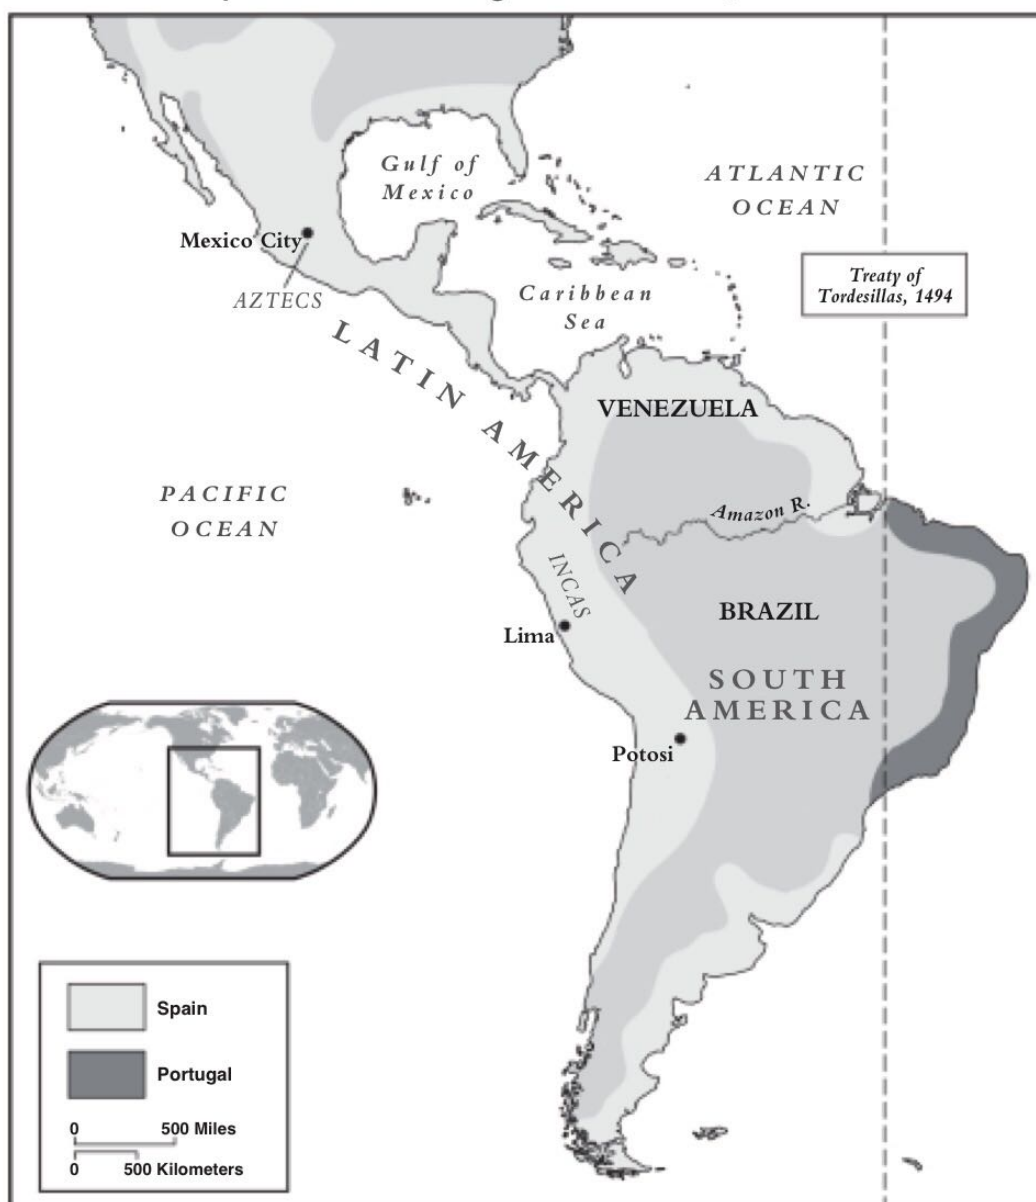 Gulf of
Mexico
ATLANTIC
OCEAN
Mexico City
AZTECS
Treaty of
Tordesillas, 1494
Caribbean
Sea
LATIN AMERICA
VENEZUELA
PACIFIC
OCEAN
Amazon R.
INCAS
BRAZIL
Lima
SOUTH
AMERICA
Potosi
Spain
Portugal
0 500 Miles
0 500 Kilometers